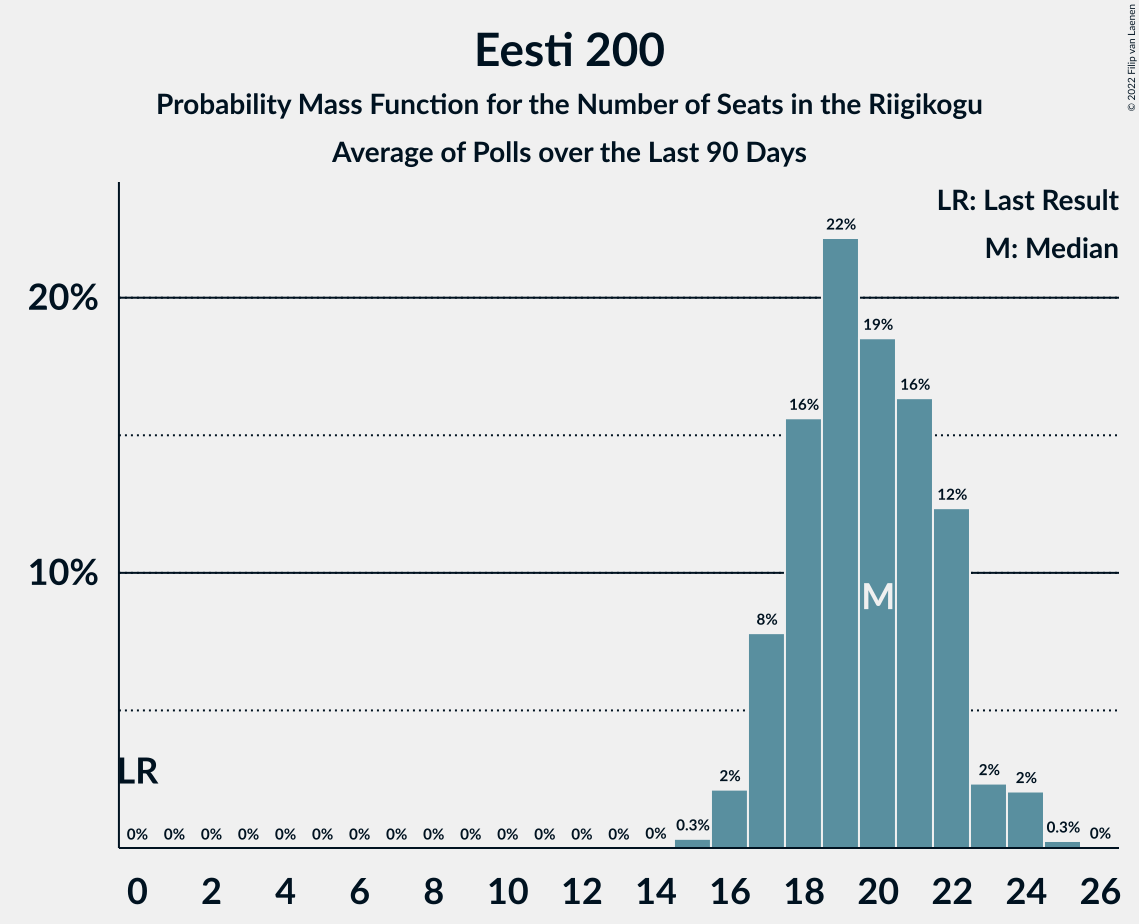 Eesti 200
Probability Mass Function for the Number of Seats in the Riigikogu
Average of Polls over the Last 90 Days
© 2022 Filip van Laenen
LR: Last Result
M: Median
20%
10%
22%
19%
16%
16%
12%
8%
M
LR
2%
2%
2%
0% 0% 0% 0% 0% 0% 0% 0% 0% 0% 0% 0% 0% 0% 0% 0.3% 0.3% 0%
0 2 4 6 8 10 12 14 16 18 20 22 24 26